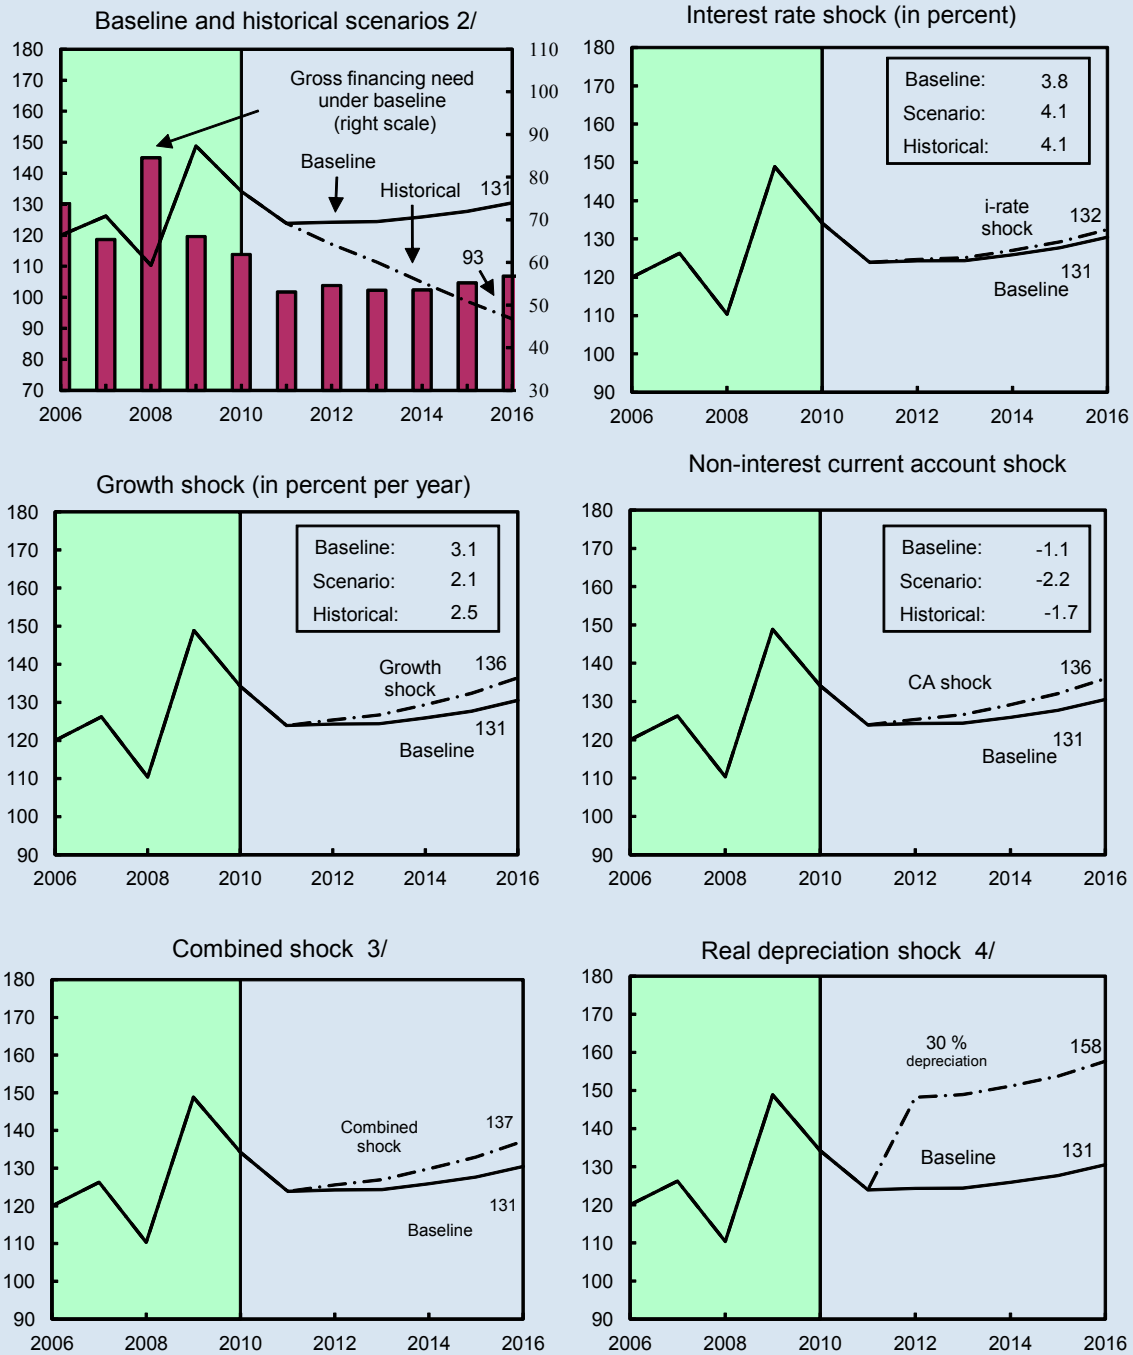 Baseline and historical scenarios 2/
180
170
160
150
140
130
120
110
100
90
80
70
110
100
90
80
70
60
50
40
30
Gross financing need
under baseline
(right scale)
Baseline
Historical
131
93
2006 2008 2010 2012 2014 2016
Interest rate shock (in percent)
180
170
160
150
140
130
120
110
100
90
Baseline: 3.8
Scenario: 4.1
Historical: 4.1
i-rate
shock
132
131
Baseline
2006 2008 2010 2012 2014 2016
Growth shock (in percent per year)
180
170
160
150
140
130
120
110
100
90
Baseline: 3.1
Scenario: 2.1
Historical: 2.5
Growth
shock
136
131
Baseline
2006 2008 2010 2012 2014 2016
Non-interest current account shock
180
170
160
150
140
130
120
110
100
90
Baseline: -1.1
Scenario: -2.2
Historical: -1.7
CA shock
136
131
Baseline
2006 2008 2010 2012 2014 2016
Combined shock 3/
180
170
160
150
140
130
120
110
100
90
Combined
shock
137
131
Baseline
2006 2008 2010 2012 2014 2016
Real depreciation shock 4/
180
170
160
150
140
130
120
110
100
90
30 %
depreciation
158
131
Baseline
2006 2008 2010 2012 2014 2016